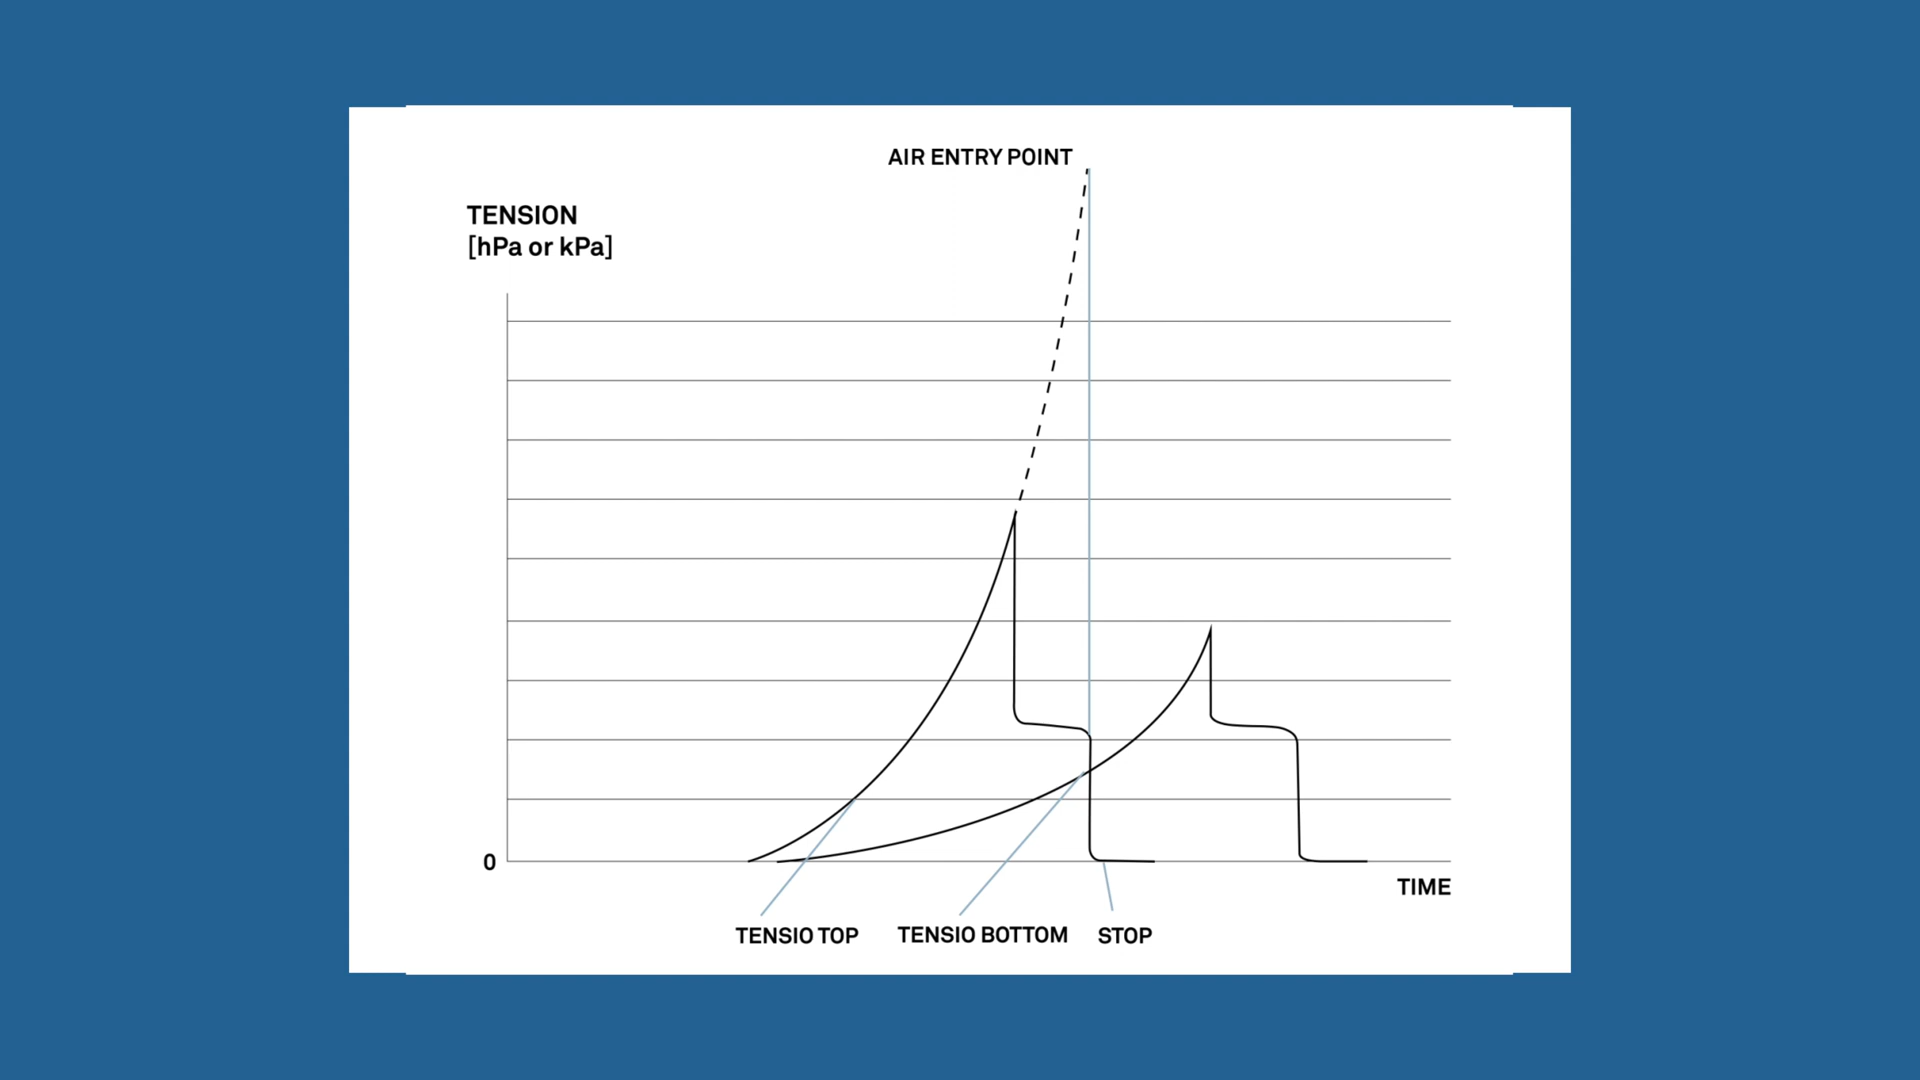 AIR ENTRY POINT
TENSION
[hPa or kPa]
0
TIME
TENSIO TOP
TENSIO BOTTOM
STOP